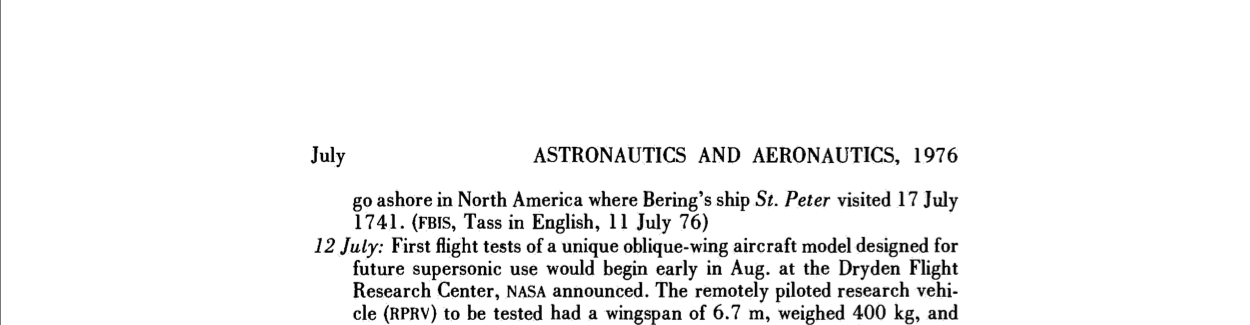 July ASTRONAUTICS AND AERONAUTICS, 1976
go ashore in North America where Bering's ship St. Peter visited 17 July
1741. (FBIS, Tass in English, 11 July 76)
12 July: First flight tests of a unique oblique-wing aircraft model designed for
future supersonic use would begin early in Aug. at the Dryden Flight
Research Center, NASA announced. The remotely piloted research vehi-
cle (RPRV) to be tested had a wingspan of 6.7 m, weighed 400 kg, and